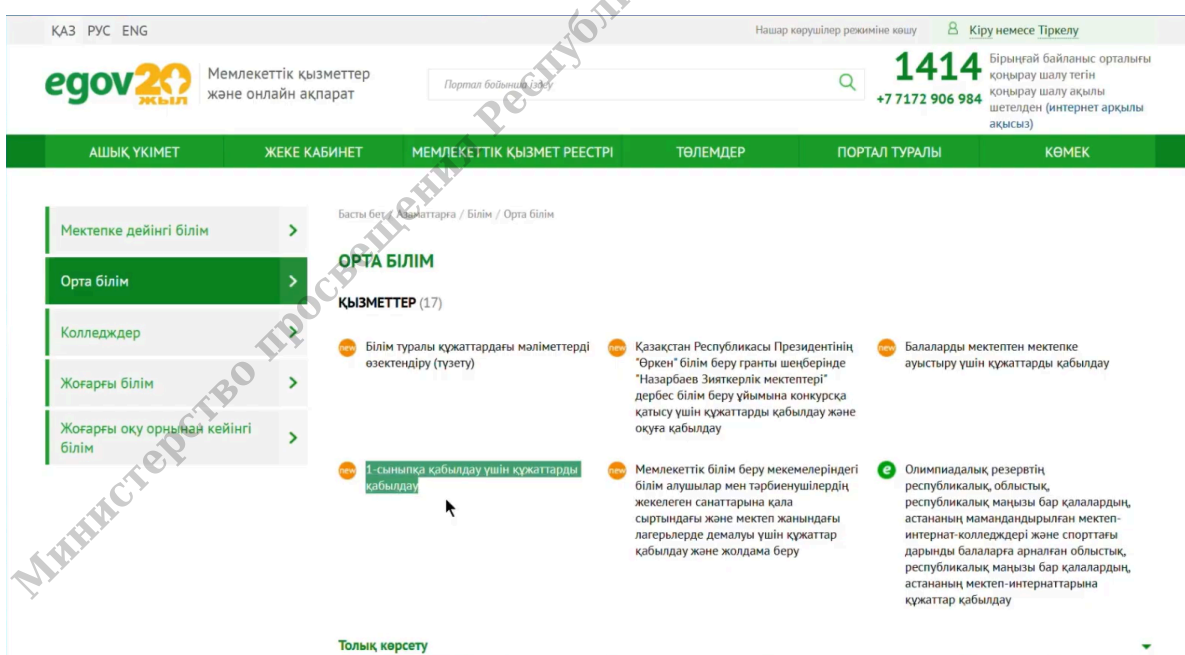 ҚАЗ РУС ENG
Нашар көрушілер режиміне көшу
Кіру немесе Тіркелу
egov20
ЖЫЛ
Мемлекеттік қызметтер
және онлайн ақпарат
Портал бойынша іздеу
1414
+7 7172 906 984
Бірыңғай байланыс орталығы
қоңырау шалу тегін
қоңырау шалу ақылы
шетелден (интернет арқылы
ақысыз)
АШЫҚ ҮКІМЕТ
ЖЕКЕ КАБИНЕТ
МЕМЛЕКЕТТІК ҚЫЗМЕТ РЕЕСТРІ
ТӨЛЕМДЕР
ПОРТАЛ ТУРАЛЫ
КӨМЕК
Мектепке дейінгі білім
Орта білім
Колледждер
Жоғарғы білім
Жоғарғы оқу орнынан кейінгі
білім
Басты бет / Азаматтарға / Білім / Орта білім
ОРТА БІЛІМ
ҚЫЗМЕТТЕР (17)
new
Білім туралы құжаттардағы мәліметтерді
өзектендіру (түзету)
new
Қазақстан Республикасы Президентінің
"Өркен" білім беру гранты шеңберінде
"Назарбаев Зияткерлік мектептері"
дербес білім беру ұйымына конкурсқа
қатысу үшін құжаттарды қабылдау және
оқуға қабылдау
new
Балаларды мектептен мектепке
ауыстыру үшін құжаттарды қабылдау
new
1-сыныпқа қабылдау үшін құжаттарды
қабылдау
new
Мемлекеттік білім беру мекемелеріндегі
білім алушылар мен тәрбиенушілердің
жекелеген санаттарына қала
сыртындағы және мектеп жанындағы
лагерьлерде демалуы үшін құжаттар
қабылдау және жолдама беру
e
Олимпиадалық резервтің
республикалық, облыстық,
республикалық маңызы бар қалалардың,
астананың мамандандырылған мектеп-
интернат-колледждері және спорттағы
дарынды балаларға арналған облыстық,
республикалық маңызы бар қалалардың,
астананың мектеп-интернаттарына
құжаттар қабылдау
Толық көрсету
Министерство просвещения